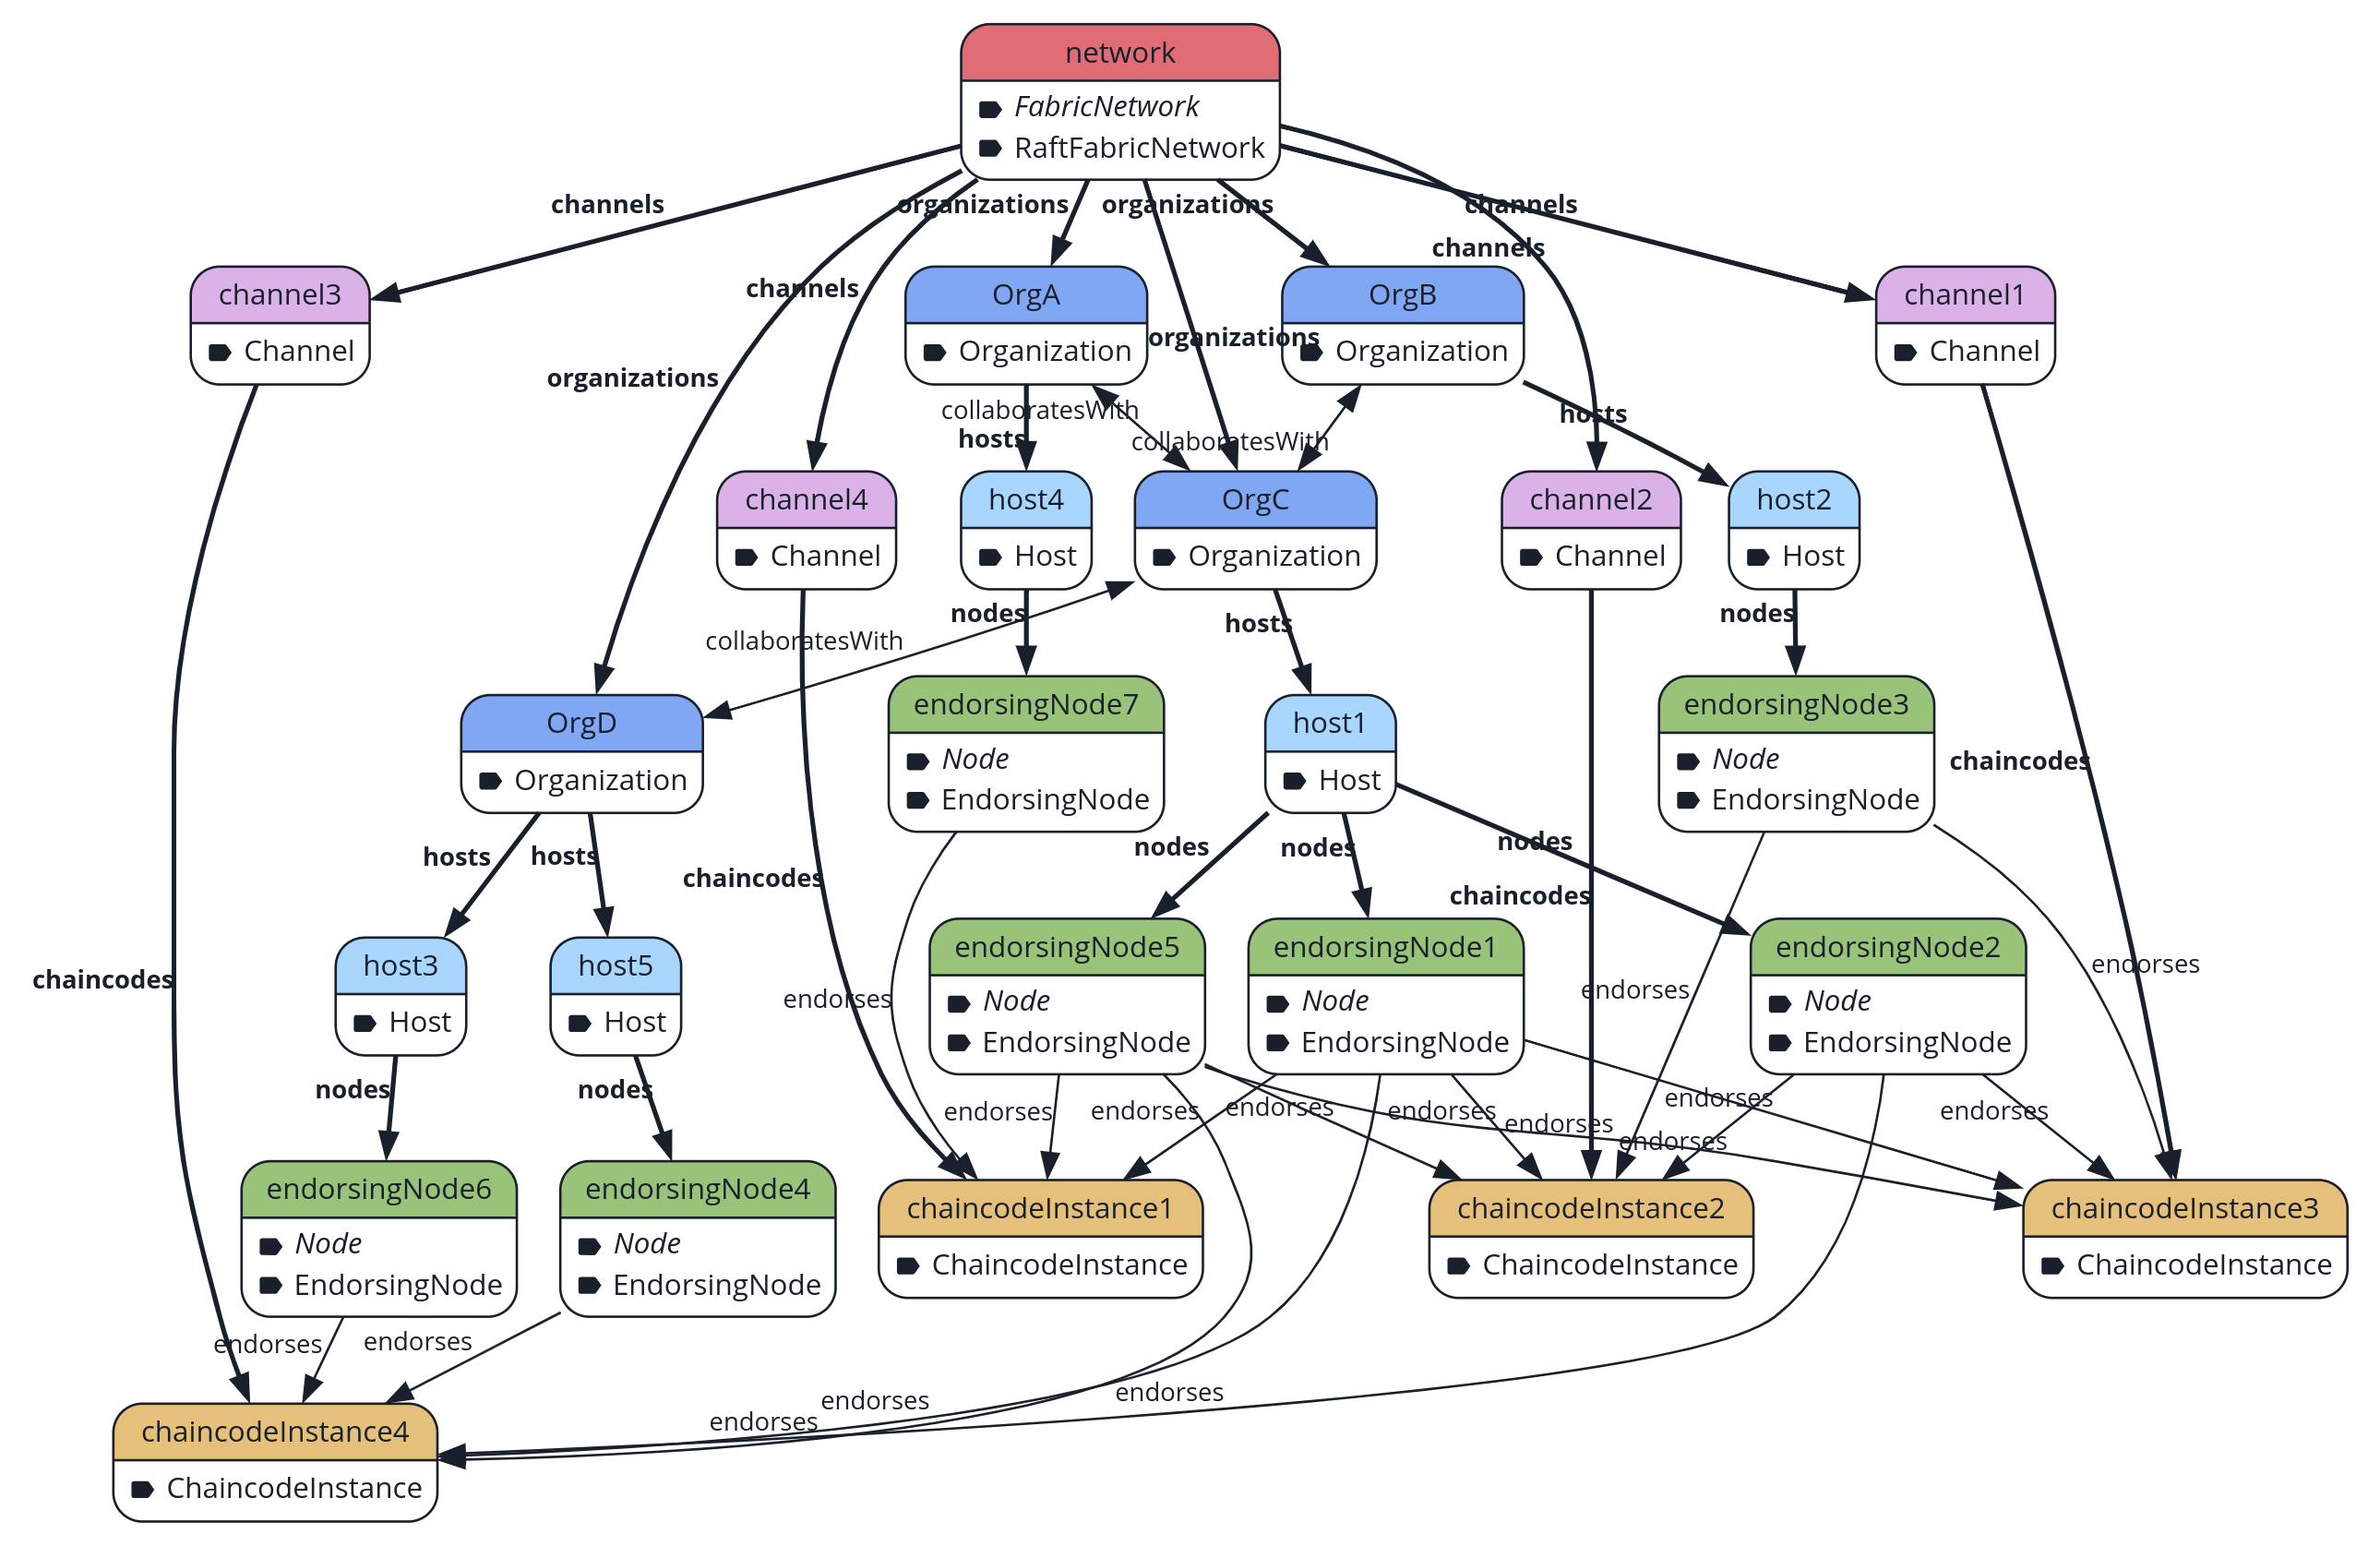 network
FabricNetwork
RaftFabricNetwork
channels
organizations
organizations
channels
channels
channels
organizations
organizations
channel3
Channel
OrgA
Organization
OrgB
Organization
channel1
Channel
collaboratesWith
hosts
collaboratesWith
hosts
channel4
Channel
host4
Host
OrgC
Organization
channel2
Channel
host2
Host
collaboratesWith
nodes
hosts
nodes
OrgD
Organization
endorsingNode7
Node
EndorsingNode
host1
Host
endorsingNode3
Node
EndorsingNode
chaincodes
hosts
hosts
chaincodes
nodes
nodes
nodes
chaincodes
chaincodes
host3
Host
host5
Host
endorses
endorsingNode5
Node
EndorsingNode
endorsingNode1
Node
EndorsingNode
endorses
endorsingNode2
Node
EndorsingNode
endorses
nodes
nodes
endorses
endorses
endorses
endorses
endorses
endorses
endorses
endorses
endorsingNode6
Node
EndorsingNode
endorsingNode4
Node
EndorsingNode
chaincodeInstance1
ChaincodeInstance
chaincodeInstance2
ChaincodeInstance
chaincodeInstance3
ChaincodeInstance
endorses
endorses
endorses
endorses
endorses
chaincodeInstance4
ChaincodeInstance